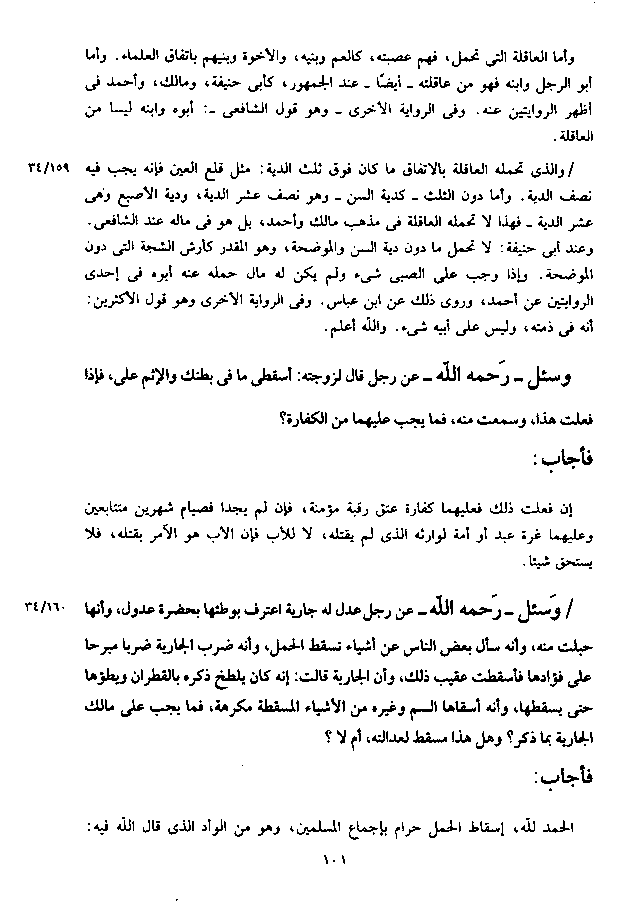 وأما العاقلة التى تحمل، فهم عصبته، كالعم وبنيه، والأخوة وبنيهم باتفاق العلماء. وأما
أبو الرجل وابنه فهو من عاقلته ـ أيضًا ـ عند الجمهور، كأبى حنيفة، ومالك، وأحمد فى
أظهر الروايتين عنه. وفى الرواية الأخرى ـ وهو قول الشافعى ـ: أبوه وابنه ليسا من
العاقلة.
٣٤/١٥٩ / والذى تحمله العاقلة بالاتفاق ما كان فوق ثلث الدية: مثل قلع العين فإنه يجب فيه
نصف الدية. وأما دون الثلث ـ كدية السن ـ وهو نصف عشر الدية، ودية الأصبع وهى
عشر الدية ـ فهذا لا تحمله العاقلة فى مذهب مالك وأحمد، بل هو فى ماله عند الشافعى.
وعند أبى حنيفة: لا تحمل ما دون دية السن والموضحة، وهو المقدر كأرش الشجة التى دون
الموضحة. وإذا وجب على الصبى شىء ولم يكن له مال حمله عنه أبوه فى إحدى
الروايتين عن أحمد، وروى ذلك عن ابن عباس. وفى الرواية الأخرى وهو قول الأكثرين:
أنه فى ذمته، وليس على أبيه شىء. والله أعلم.
وسئل ـ رَحمه الله ـ عن رجل قال لزوجته: أسقطى ما فى بطنك والإثم على، فإذا
فعلت هذا، وسمعت منه، فما يجب عليهما من الكفارة؟
فأجاب:
إن فعلت ذلك فعليهما كفارة عتق رقبة مؤمنة، فإن لم يجدا فصيام شهرين متتابعين
وعليهما غرة عبد أو أمة لوارثه الذى لم يقتله، لا للأب فإن الأب هو الآمر بقتله، فلا
يستحق شيئا.
٣٤/١٦٠ / وَسئل ـ رَحمه الله ـ عن رجل عدل له جارية اعترف بوطئها بحضرة عدول، وأنها
حبلت منه، وأنه سأل بعض الناس عن أشياء تسقط الحمل، وأنه ضرب الجارية ضربا مبرحا
على فؤادها فأسقطت عقيب ذلك، وأن الجارية قالت: إنه كان يلطخ ذكره بالقطران ويطؤها
حتى يسقطها، وأنه أسقاها السم وغيره من الأشياء المسقطة مكرهة، فما يجب على مالك
الجارية بما ذكر؟ وهل هذا مسقط لعدالته، أم لا ؟
فأجاب:
الحمد لله، إسقاط الحمل حرام بإجماع المسلمين، وهو من الوأد الذى قال الله فيه:
١٠١